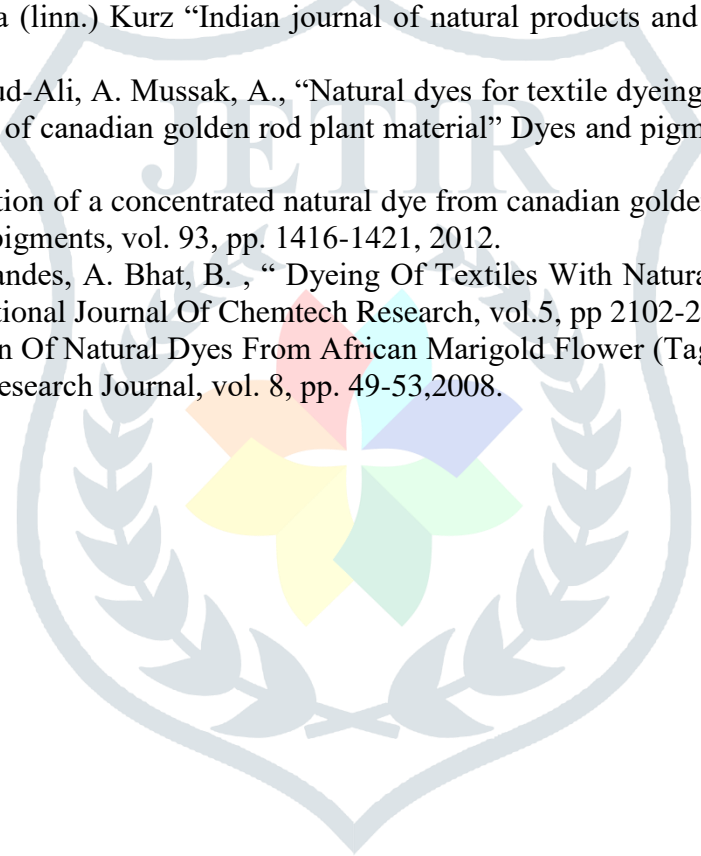 a (linn.) Kurz “Indian journal of natural products and
ud-Ali, A. Mussak, A., “Natural dyes for textile dyeing
of canadian golden rod plant material” Dyes and pigm
tion of a concentrated natural dye from canadian golde
pigments, vol. 93, pp. 1416-1421, 2012.
andes, A. Bhat, B. , “ Dyeing Of Textiles With Natura
tional Journal Of Chemtech Research, vol.5, pp 2102-2
n Of Natural Dyes From African Marigold Flower (Tag
esearch Journal, vol. 8, pp. 49-53,2008.
JETIR